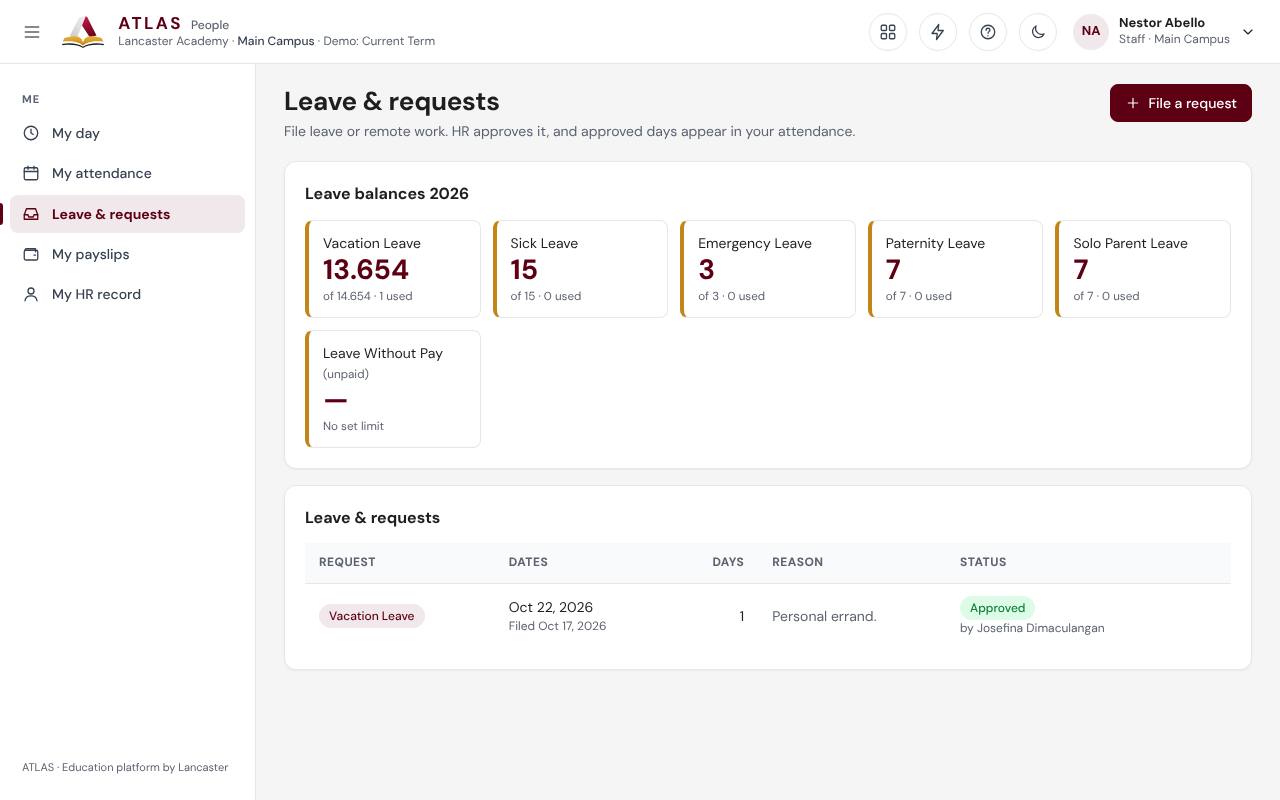 ATLAS People
Lancaster Academy · Main Campus · Demo: Current Term
NA
Nestor Abello
Staff · Main Campus
ME
My day
My attendance
Leave & requests
My payslips
My HR record
ATLAS · Education platform by Lancaster
Leave & requests
File leave or remote work. HR approves it, and approved days appear in your attendance.
File a request
Leave balances 2026
Vacation Leave
13.654
of 14.654 · 1 used
Sick Leave
15
of 15 · 0 used
Emergency Leave
3
of 3 · 0 used
Paternity Leave
7
of 7 · 0 used
Solo Parent Leave
7
of 7 · 0 used
Leave Without Pay
(unpaid)
—
No set limit
Leave & requests
REQUEST DATES DAYS REASON STATUS
Vacation Leave
Oct 22, 2026
Filed Oct 17, 2026
1
Personal errand.
Approved
by Josefina Dimaculangan